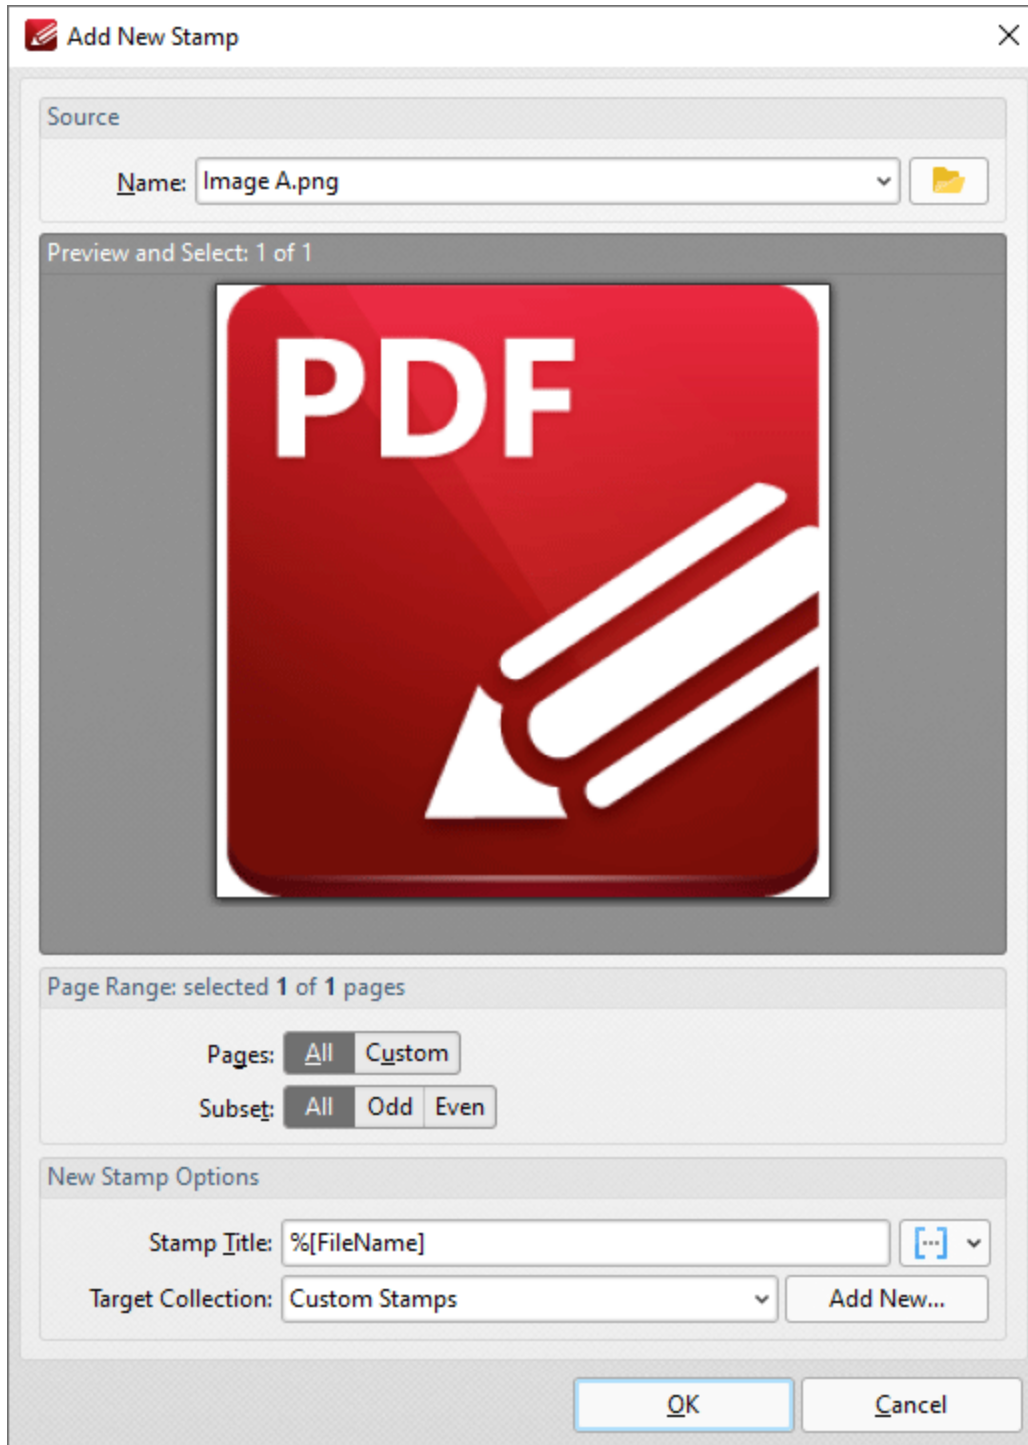 Add New Stamp
Source
Name: Image A.png
Preview and Select: 1 of 1
PDF
Page Range: selected 1 of 1 pages
Pages: All Custom
Subset: All Odd Even
New Stamp Options
Stamp Title: %[FileName]
Target Collection: Custom Stamps Add New...
OK Cancel